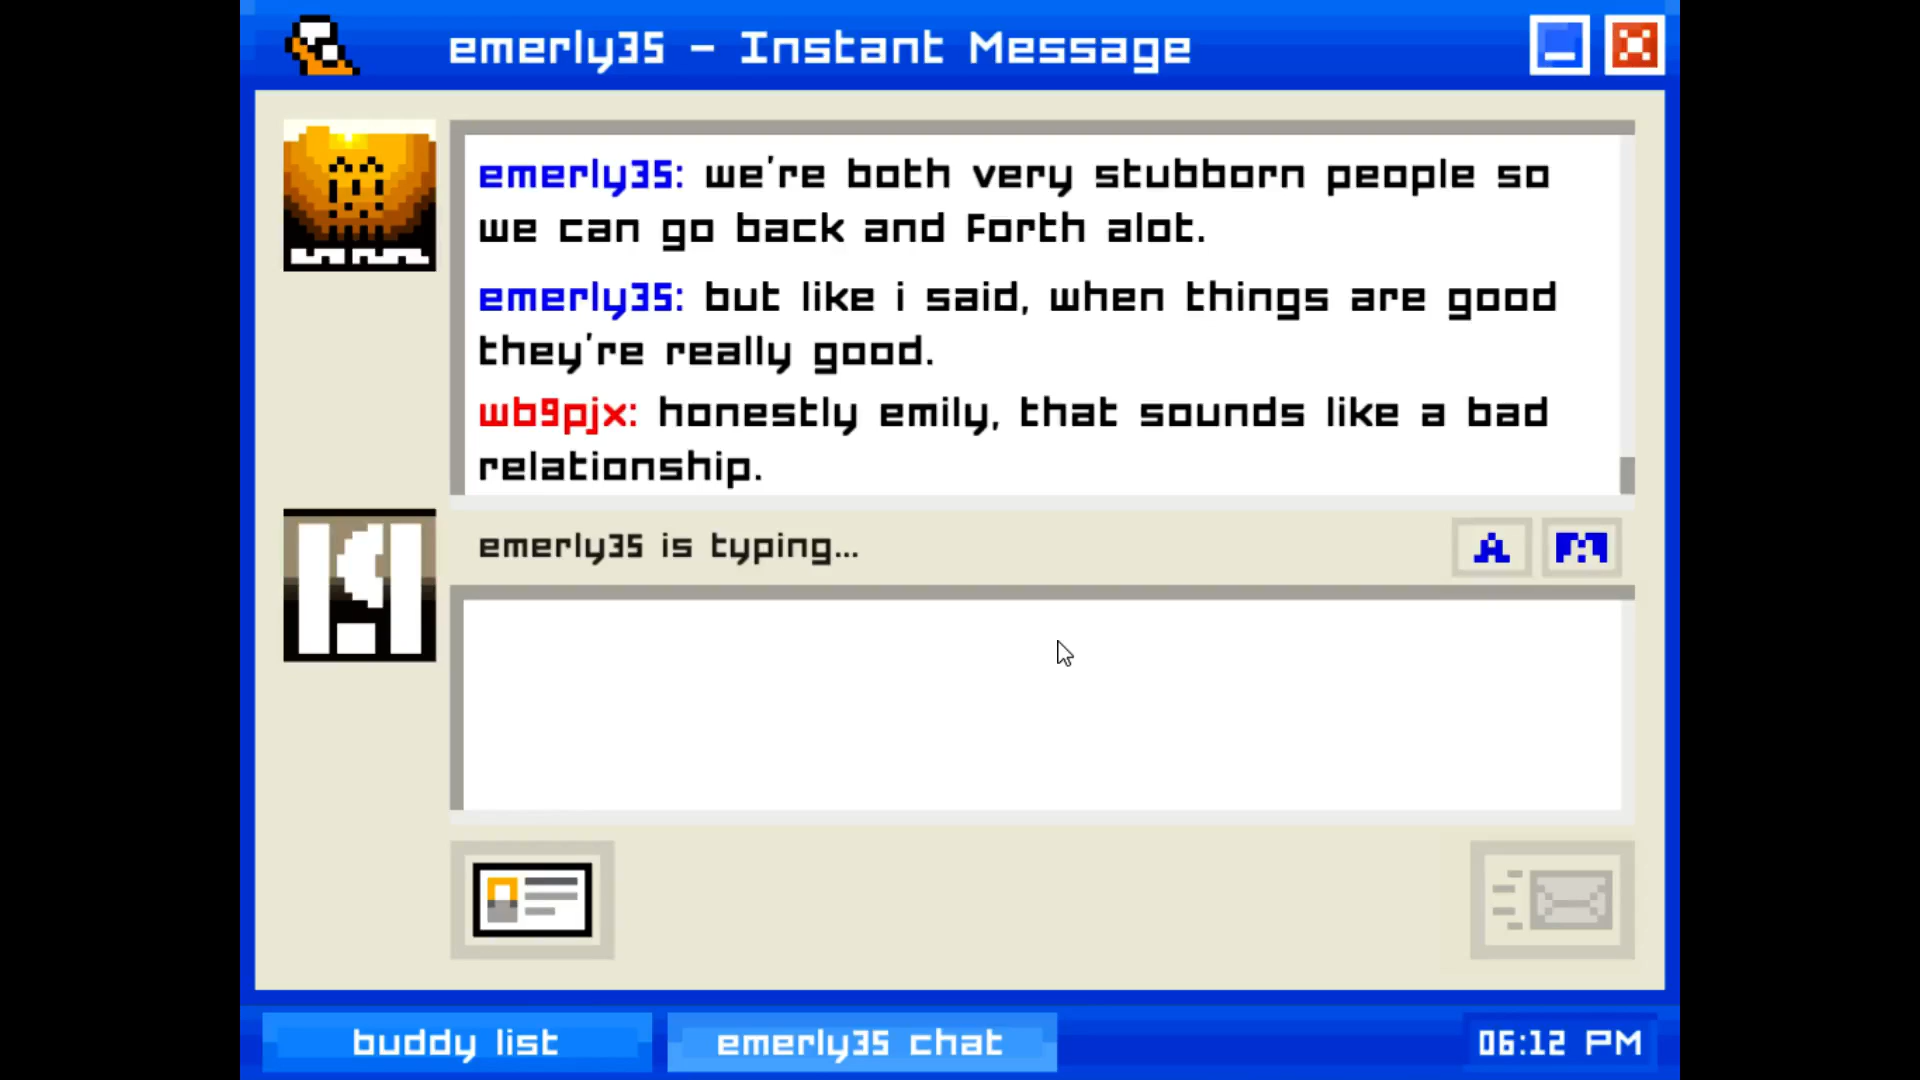 emerly35 - Instant Message
emerly35: we're both very stubborn people so
we can go back and forth alot.
emerly35: but like i said, when things are good
they're really good.
wb9pjx: honestly emily, that sounds like a bad
relationship.
emerly35 is typing...
A
buddy list
emerly35 chat
06:12 PM